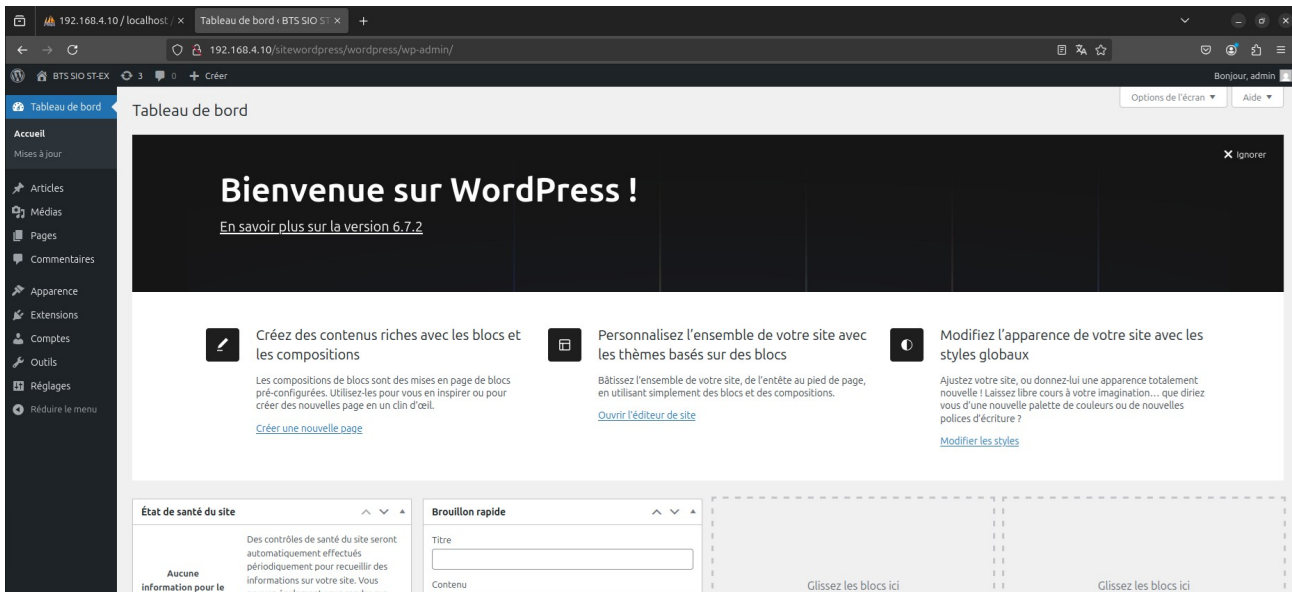 192.168.4.10 / localhost /
Tableau de bord ‹ BTS SIO ST
192.168.4.10/sitewordpress/wordpress/wp-admin/
BTS SIO ST-EX 3 0 + Créer
Bonjour, admin
Tableau de bord
Accueil
Mises à jour
Articles
Médias
Pages
Commentaires
Apparence
Extensions
Comptes
Outils
Réglages
Réduire le menu
Tableau de bord
Options de l'écran ▼
Aide ▼
Ignorer
Bienvenue sur WordPress !
En savoir plus sur la version 6.7.2
Créez des contenus riches avec les blocs et
les compositions
Les compositions de blocs sont des mises en page de blocs
pré-configurées. Utilisez-les pour vous en inspirer ou pour
créer des nouvelles page en un clin d'œil.
Créer une nouvelle page
Personnalisez l'ensemble de votre site avec
les thèmes basés sur des blocs
Bâtissez l'ensemble de votre site, de l'entête au pied de page,
en utilisant simplement des blocs et des compositions.
Ouvrir l'éditeur de site
Modifiez l'apparence de votre site avec les
styles globaux
Ajustez votre site, ou donnez-lui une apparence totalement
nouvelle ! Laissez libre cours à votre imagination… que diriez
vous d'une nouvelle palette de couleurs ou de nouvelles
polices d'écriture ?
Modifier les styles
État de santé du site
Aucune
information pour le
Des contrôles de santé du site seront
automatiquement effectués
périodiquement pour recueillir des
informations sur votre site. Vous
Brouillon rapide
Titre
Contenu
Glissez les blocs ici
Glissez les blocs ici